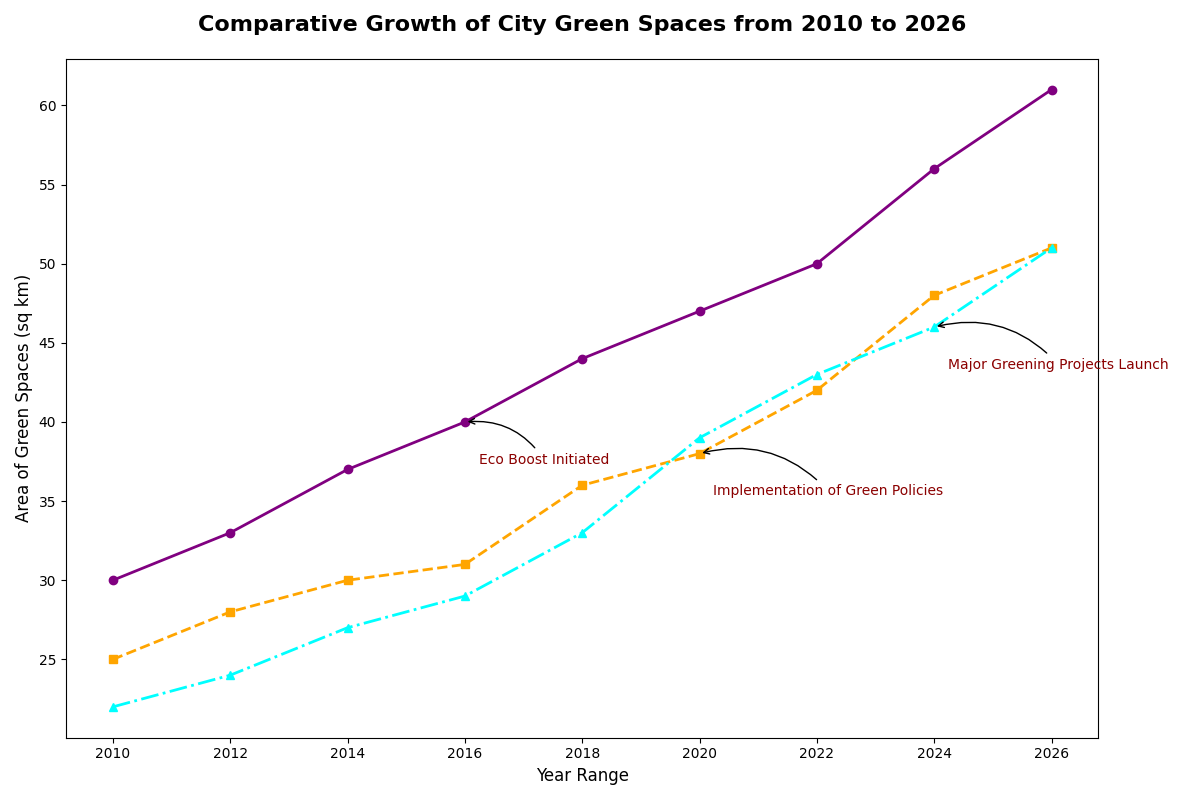 Comparative Growth of City Green Spaces from 2010 to 2026
Area of Green Spaces (sq km)
60
55
50
45
40
35
30
25
Major Greening Projects Launch
Eco Boost Initiated
Implementation of Green Policies
2010 2012 2014 2016 2018 2020 2022 2024 2026
Year Range